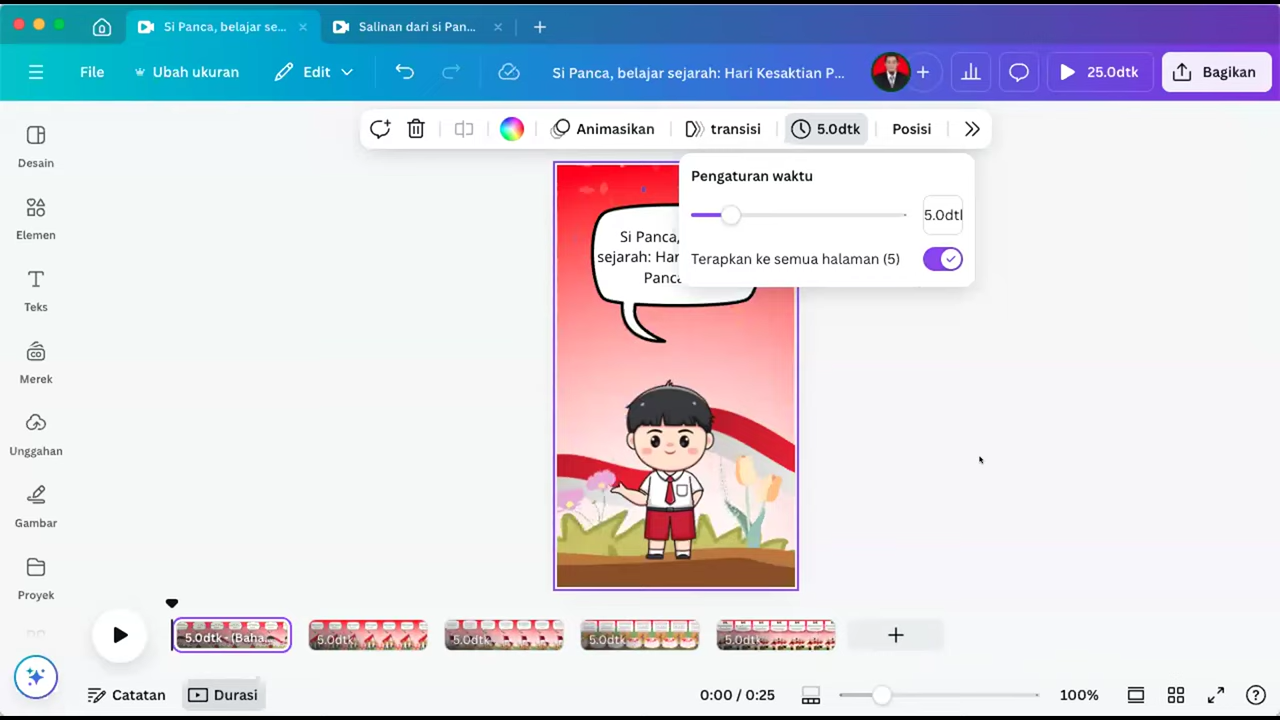 Si Panca, belajar se...
Salinan dari si Pan...
File
Ubah ukuran
Edit
Si Panca, belajar sejarah: Hari Kesaktian P...
25.0dtk
Bagikan
Animasikan
transisi
5.0dtk
Posisi
Desain
Elemen
Teks
Merek
Unggahan
Gambar
Proyek
Pengaturan waktu
5.0dtl
Terapkan ke semua halaman (5)
Si Panca,
sejarah: Har
Panca
5.0dtk - (Baha...
5.0dtk
5.0dtk
5.0dtk
5.0dtk
Catatan
Durasi
0:00 / 0:25
100%